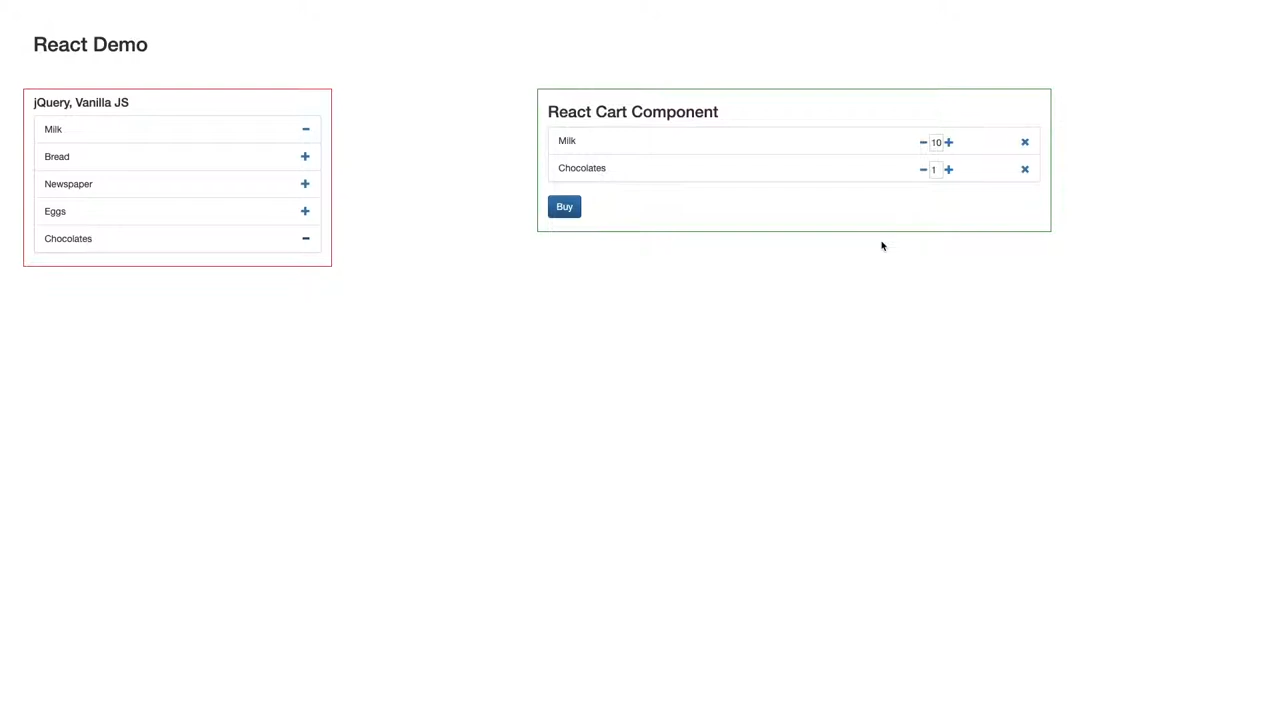 React Demo
jQuery, Vanilla JS
Milk
Bread
Newspaper
Eggs
Chocolates
React Cart Component
Milk 10
Chocolates 1
Buy